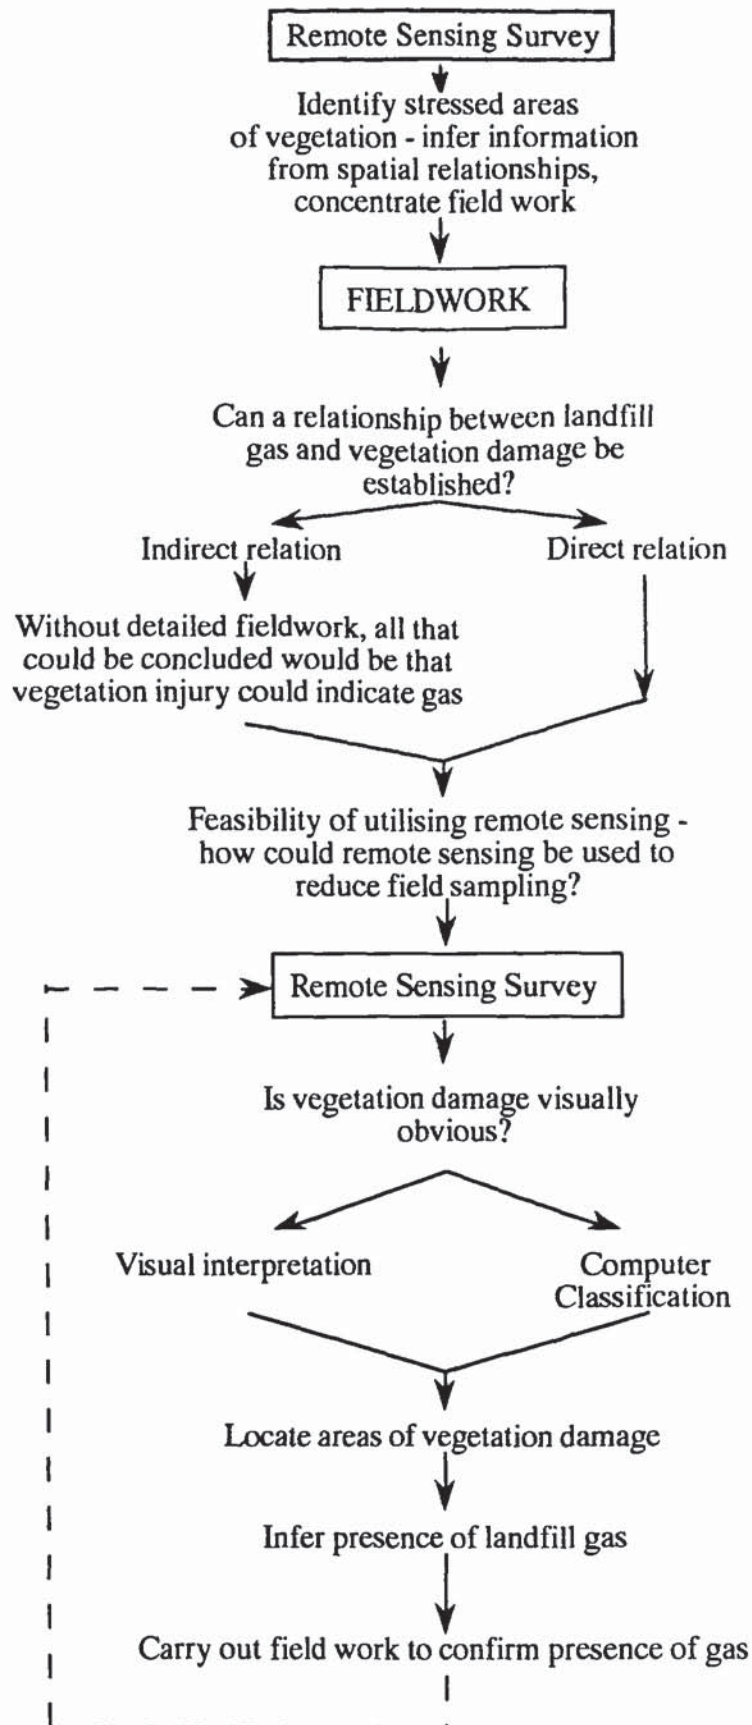 Remote Sensing Survey
Identify stressed areas
of vegetation - infer information
from spatial relationships,
concentrate field work
FIELDWORK
Can a relationship between landfill
gas and vegetation damage be
established?
Indirect relation
Direct relation
Without detailed fieldwork, all that
could be concluded would be that
vegetation injury could indicate gas
Feasibility of utilising remote sensing -
how could remote sensing be used to
reduce field sampling?
Remote Sensing Survey
Is vegetation damage visually
obvious?
Visual interpretation
Computer
Classification
Locate areas of vegetation damage
Infer presence of landfill gas
Carry out field work to confirm presence of gas